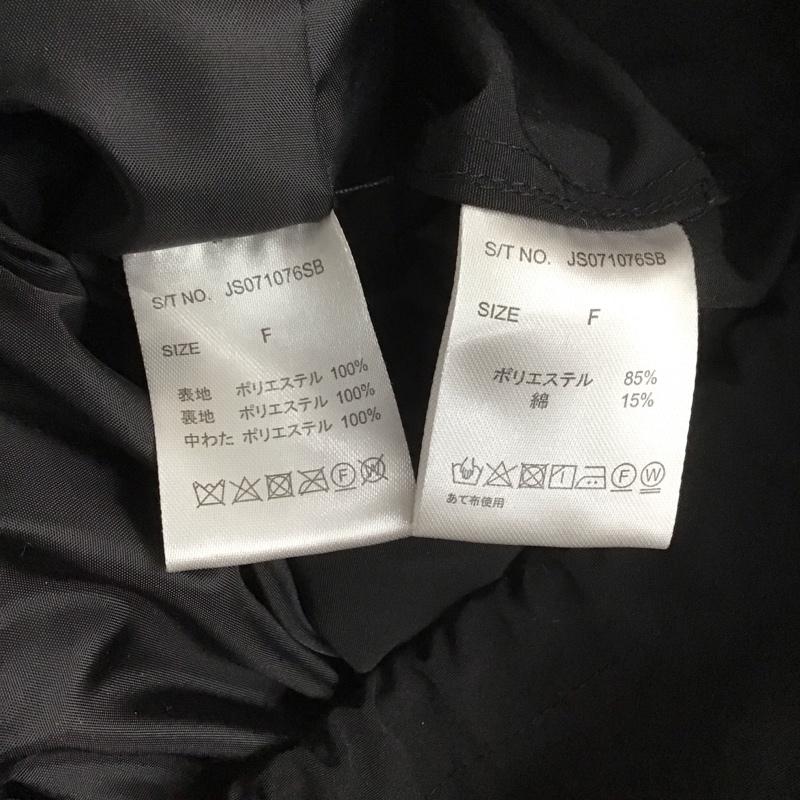 S/T NO. JS071076SB
SIZE F
表地 ポリエステル 100%
裏地 ポリエステル 100%
中わた ポリエステル 100%
F
W
S/T NO. JS071076SB
SIZE F
ポリエステル 85%
綿 15%
F
W
あて布使用